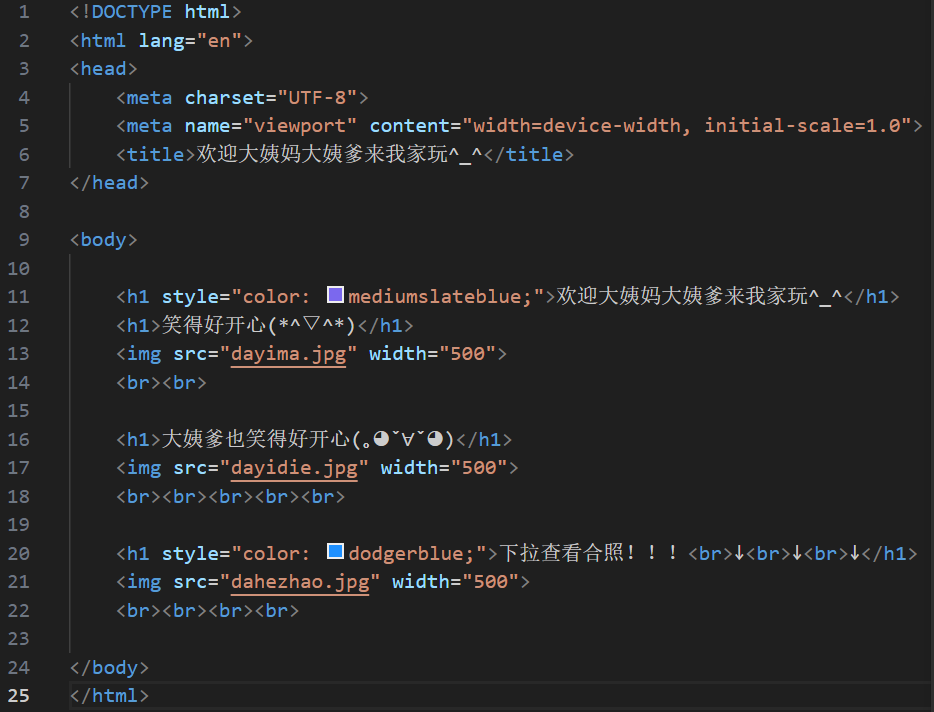 1 <!DOCTYPE html>
2 <html lang="en">
3 <head>
4     <meta charset="UTF-8">
5     <meta name="viewport" content="width=device-width, initial-scale=1.0">
6     <title>欢迎大姨妈大姨爹来我家玩^_^</title>
7 </head>
8
9 <body>
10
11     <h1 style="color: mediumslateblue;">欢迎大姨妈大姨爹来我家玩^_^</h1>
12     <h1>笑得好开心(*^▽^*)</h1>
13     <img src="dayima.jpg" width="500">
14     <br><br>
15
16     <h1>大姨爹也笑得好开心(｡◕ˇ∀ˇ◕)</h1>
17     <img src="dayidie.jpg" width="500">
18     <br><br><br><br><br>
19
20     <h1 style="color: dodgerblue;">下拉查看合照！！！<br>↓<br>↓<br>↓</h1>
21     <img src="dahezhao.jpg" width="500">
22     <br><br><br><br>
23
24 </body>
25 </html>